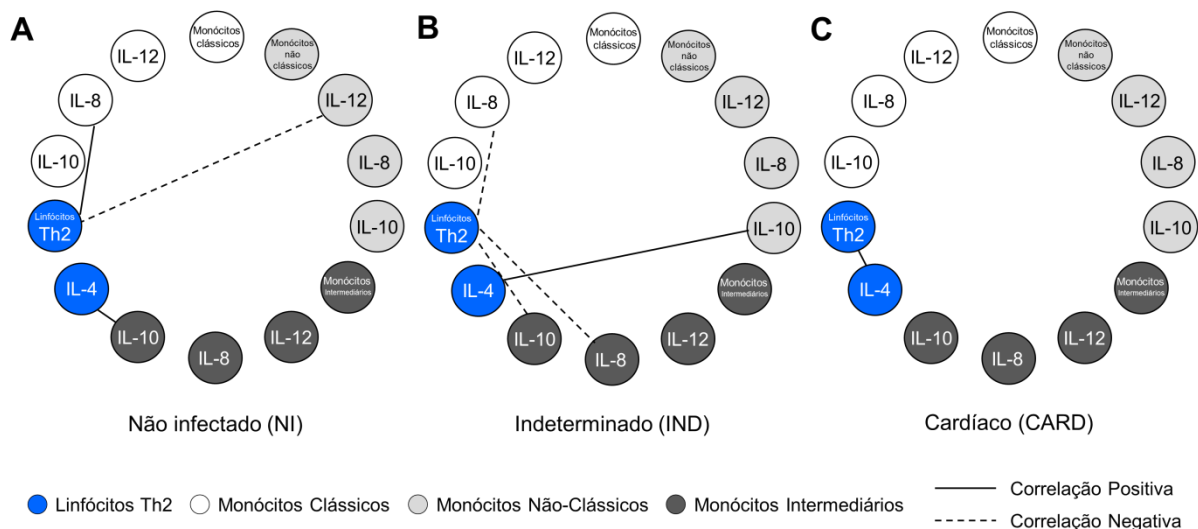 A
Monócitos
clássicos
Monócitos
não
clássicos
IL-12
IL-8
IL-10
Monócitos
Intermediários
IL-12
IL-8
IL-10
IL-4
Linfócitos
Th2
IL-10
IL-8
IL-12
Não infectado (NI)
B
Monócitos
clássicos
Monócitos
não
clássicos
IL-12
IL-8
IL-10
Monócitos
Intermediários
IL-12
IL-8
IL-10
IL-4
Linfócitos
Th2
IL-10
IL-8
IL-12
Indeterminado (IND)
C
Monócitos
clássicos
Monócitos
não
clássicos
IL-12
IL-8
IL-10
Monócitos
Intermediários
IL-12
IL-8
IL-10
IL-4
Linfócitos
Th2
IL-10
IL-8
IL-12
Cardíaco (CARD)
Linfócitos Th2
Monócitos Clássicos
Monócitos Não-Clássicos
Monócitos Intermediários
Correlação Positiva
Correlação Negativa